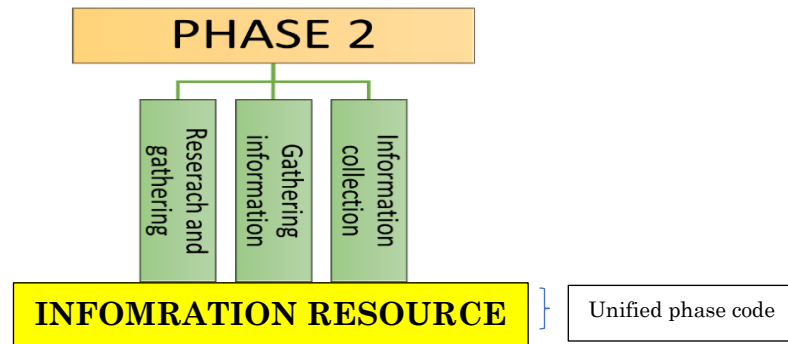 PHASE 2
Reserach and
gathering
Gathering
information
Information
collection
INFOMRATION RESOURCE
Unified phase code